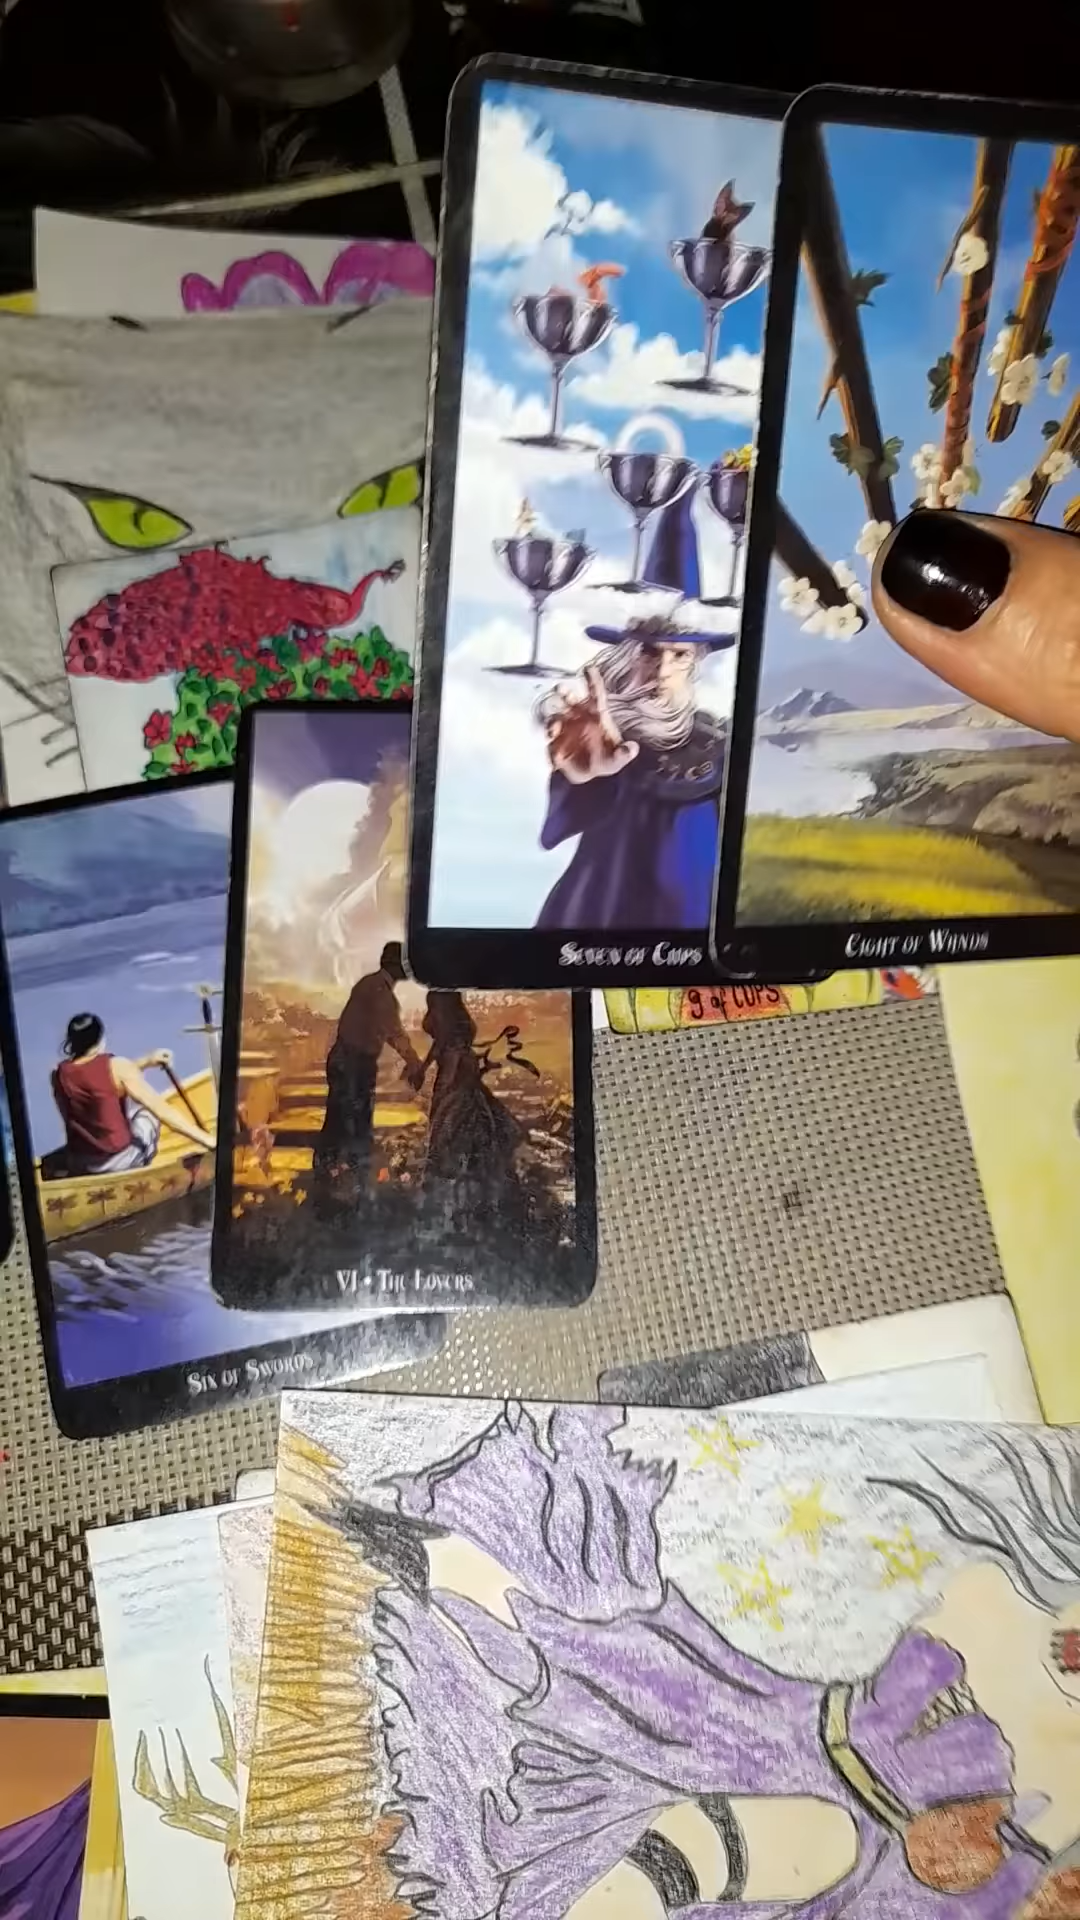 Seven of Cups
Eight of Wands
9 of CUPS
VI • The Lovers
Six of Swords